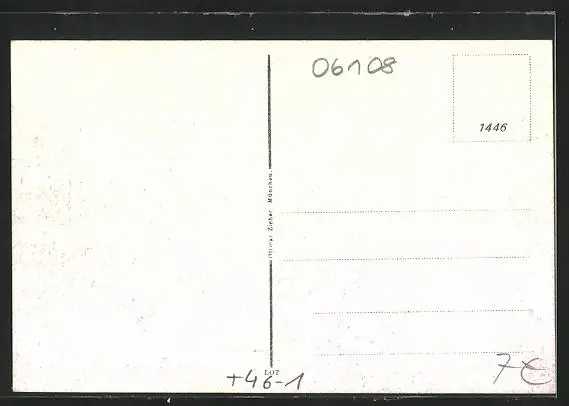 06108
1446
Ottmar Zieher München.
LOT
+46-1
7€